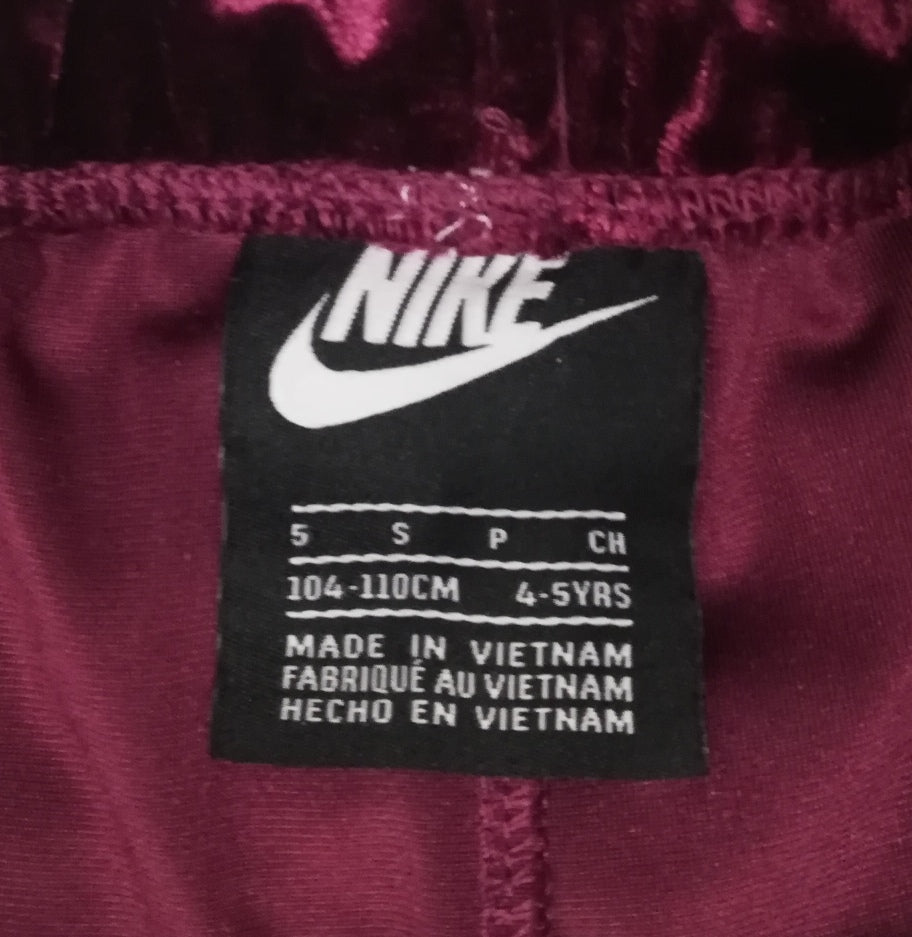 NIKE
5 S P CH
104-110CM 4-5YRS
MADE IN VIETNAM
FABRIQUÉ AU VIETNAM
HECHO EN VIETNAM